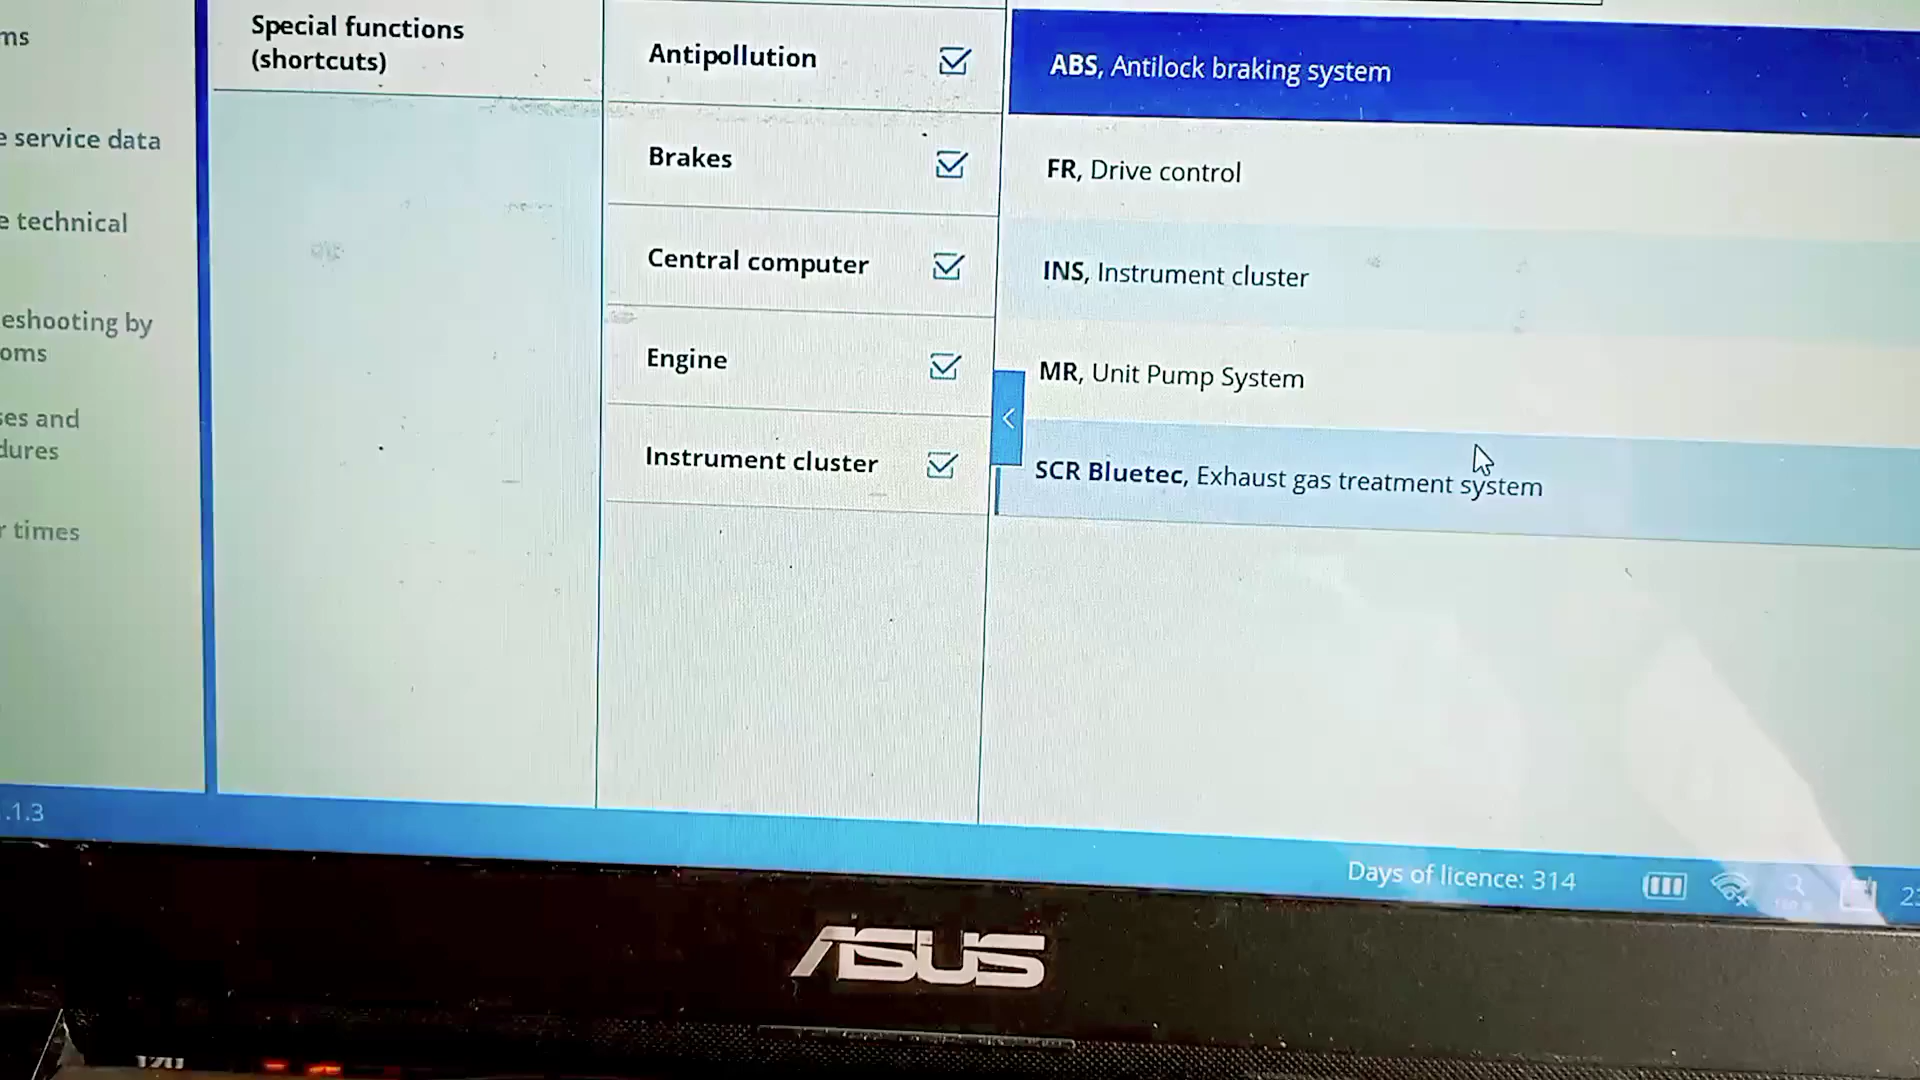 ms
e service data
e technical
eshooting by
oms
ses and
dures
r times
.1.3
Special functions
(shortcuts)
Antipollution
Brakes
Central computer
Engine
Instrument cluster
ABS, Antilock braking system
FR, Drive control
INS, Instrument cluster
MR, Unit Pump System
SCR Bluetec, Exhaust gas treatment system
Days of licence: 314
ASUS